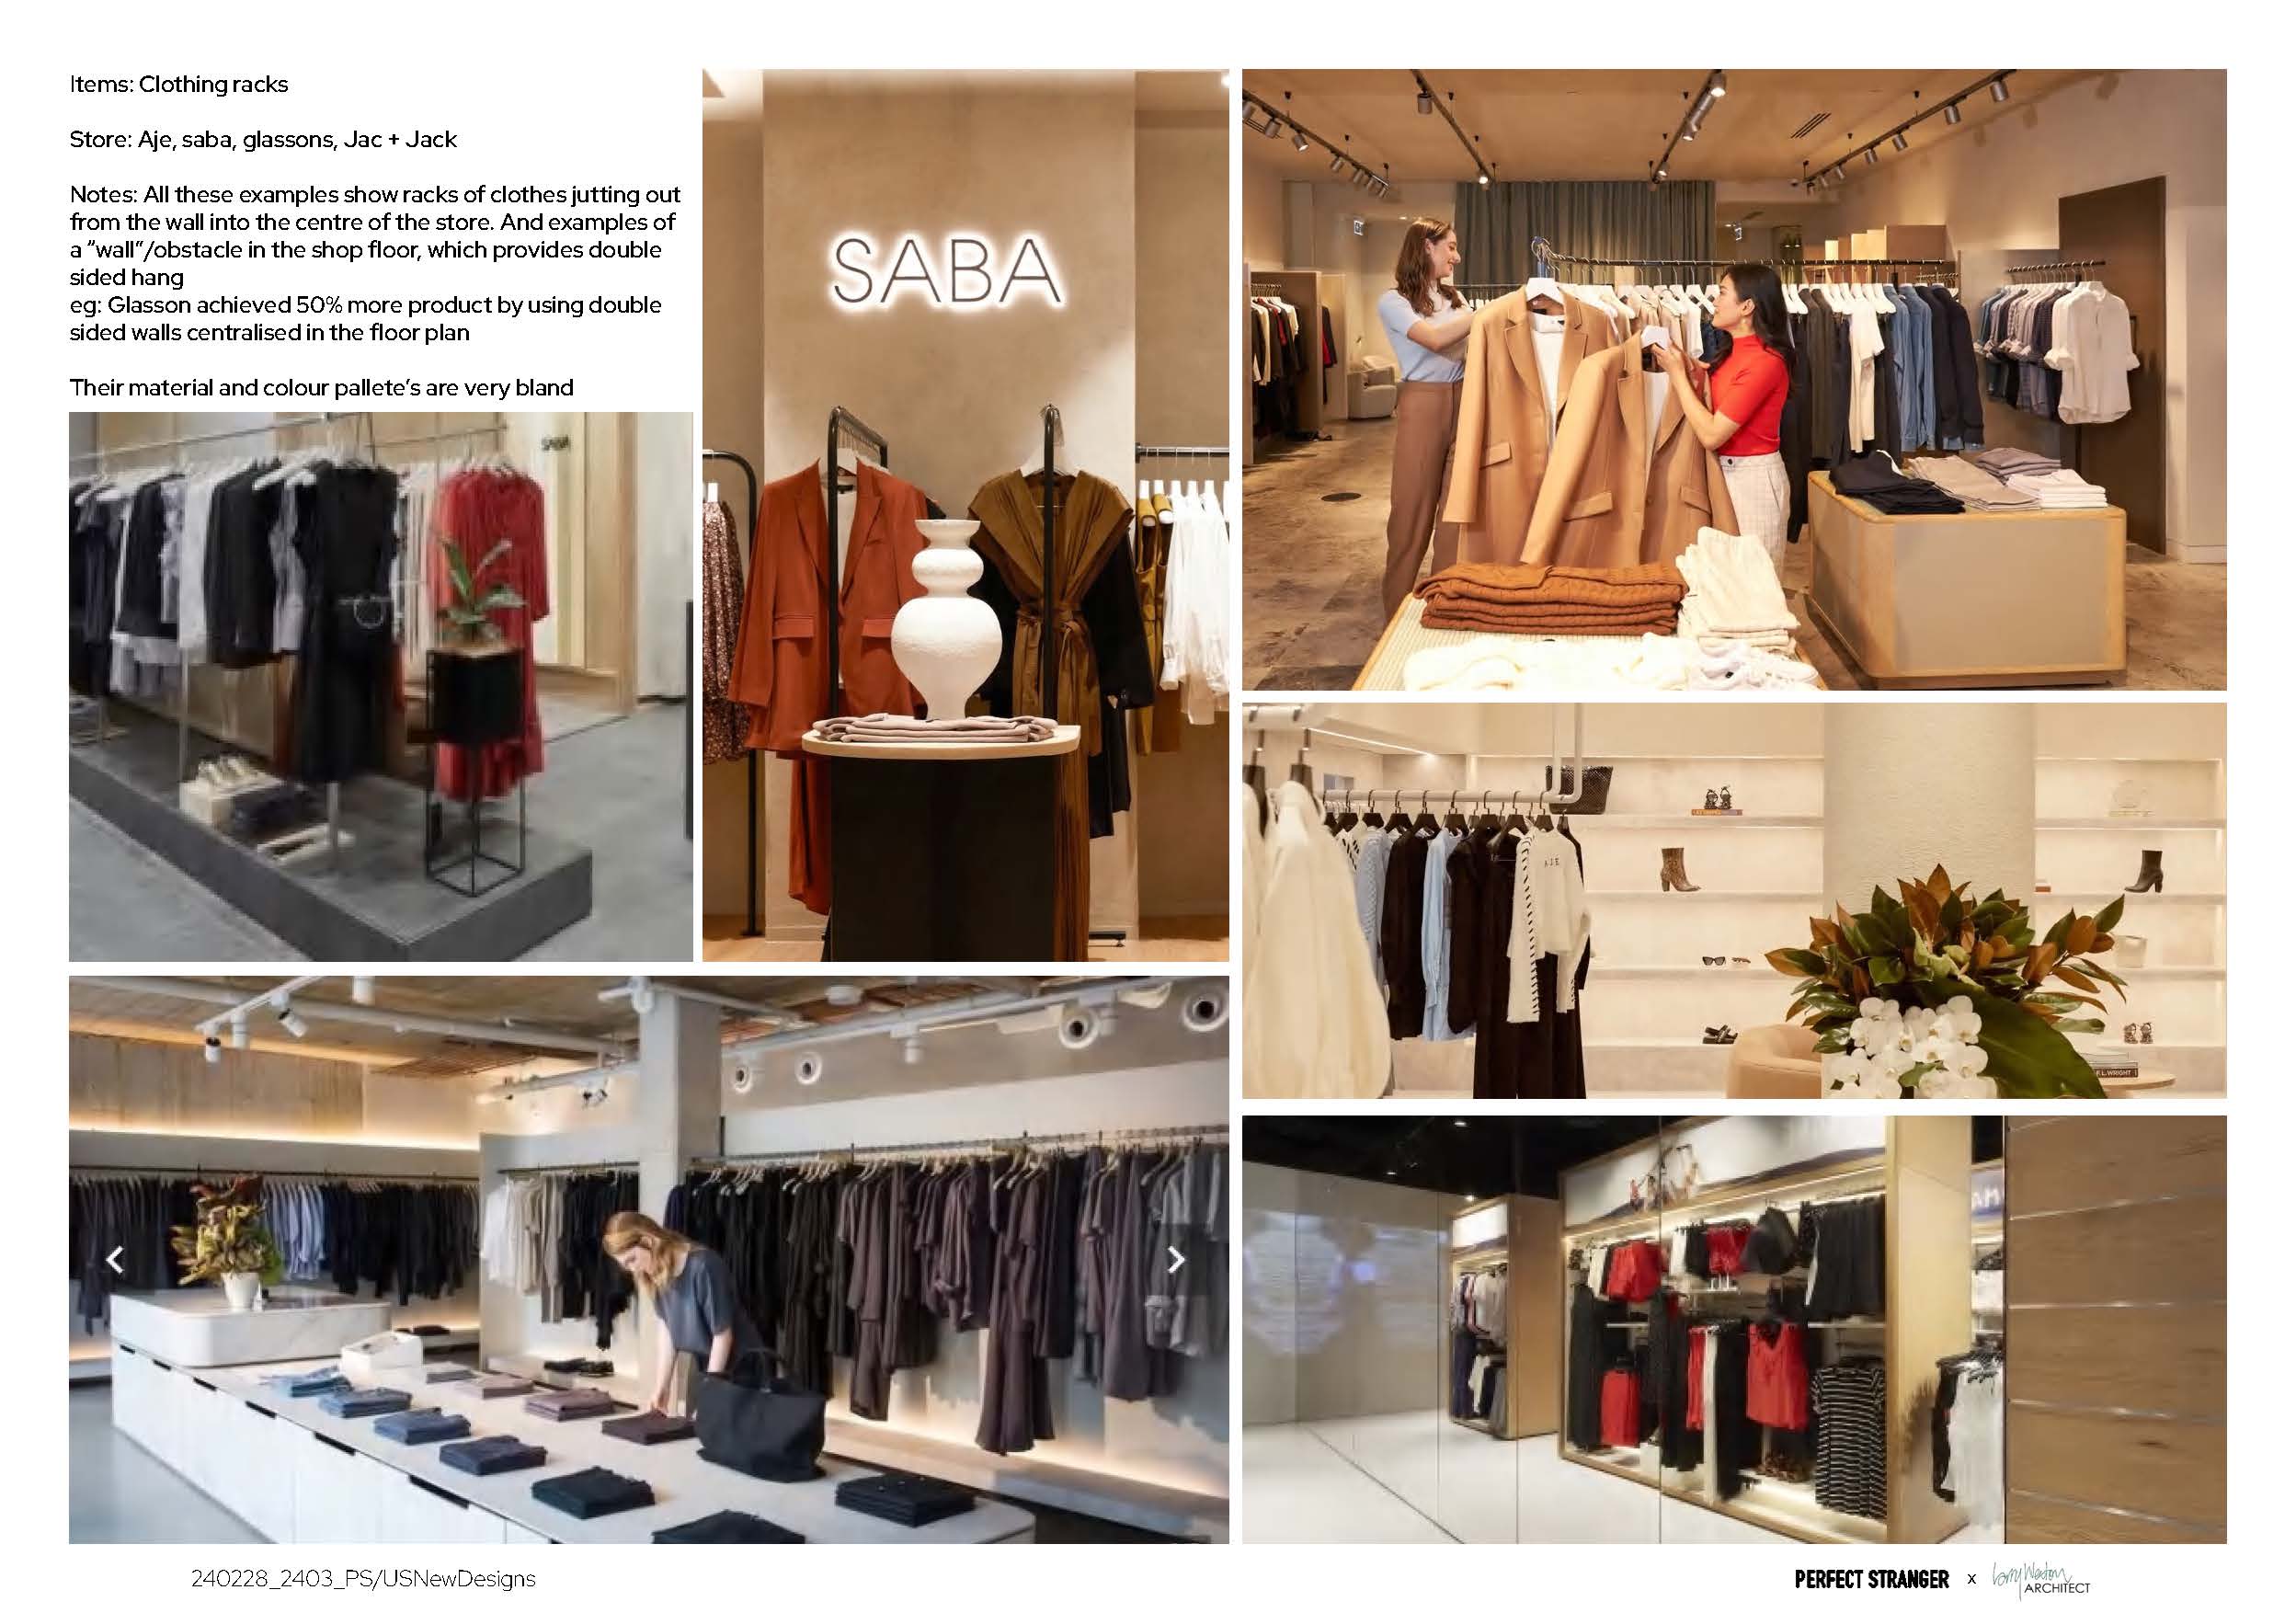 Items: Clothing racks
Store: Aje, saba, glassons, Jac + Jack
Notes: All these examples show racks of clothes jutting out
from the wall into the centre of the store. And examples of
a “wall”/obstacle in the shop floor, which provides double
sided hang
eg: Glasson achieved 50% more product by using double
sided walls centralised in the floor plan
Their material and colour pallete’s are very bland
SABA
SABA
AJE
F.L.WRIGHT
240228_2403_PS/USNewDesigns
PERFECT STRANGER x
ARCHITECT